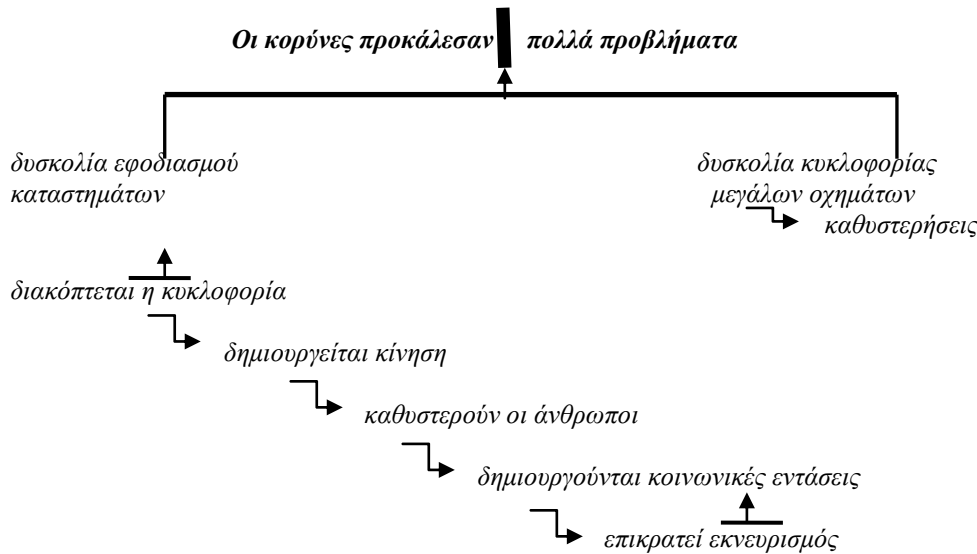 Οι κορύνες προκάλεσαν πολλά προβλήματα
δυσκολία εφοδιασμού
καταστημάτων
δυσκολία κυκλοφορίας
μεγάλων οχημάτων
καθυστερήσεις
διακόπτεται η κυκλοφορία
δημιουργείται κίνηση
καθυστερούν οι άνθρωποι
δημιουργούνται κοινωνικές εντάσεις
επικρατεί εκνευρισμός